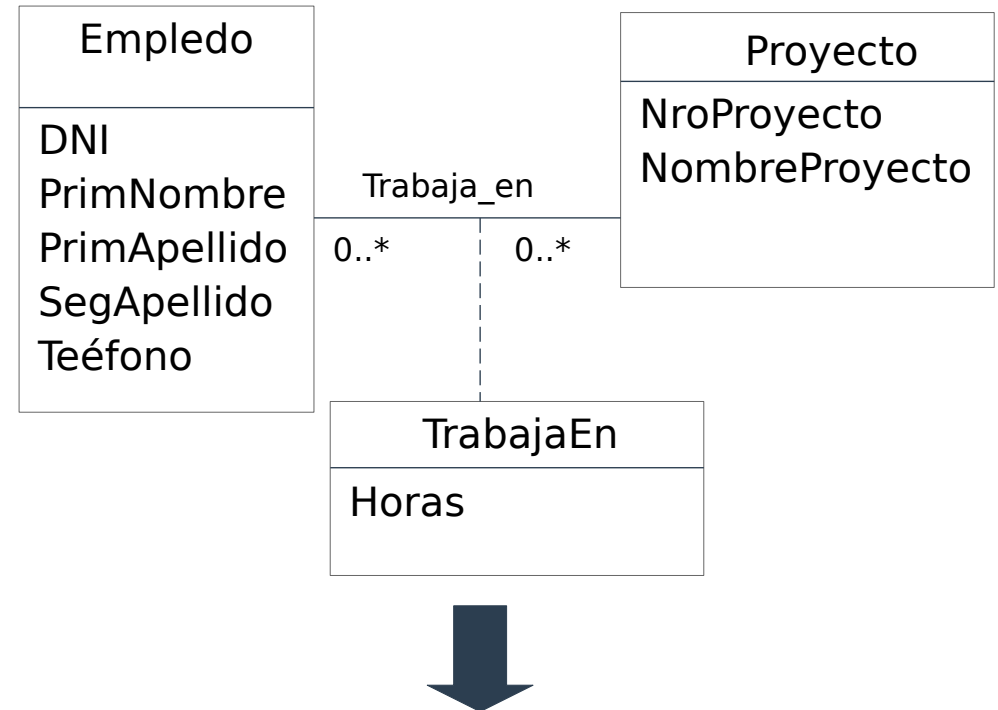 Empledo
DNI
PrimNombre
PrimApellido
SegApellido
Teéfono
Trabaja_en
0..*
0..*
Proyecto
NroProyecto
NombreProyecto
TrabajaEn
Horas